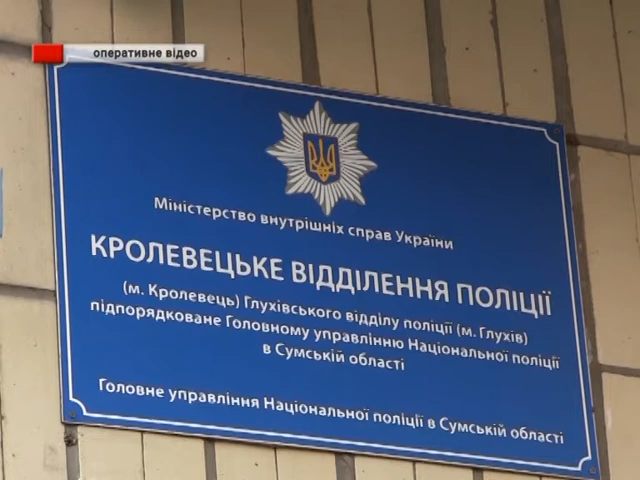 оперативне відео
Міністерство внутрішніх справ України
КРОЛЕВЕЦЬКЕ ВІДДІЛЕННЯ ПОЛІЦІЇ
(м. Кролевець) Глухівського відділу поліції (м. Глухів)
підпорядковане Головному управлінню Національної поліції
в Сумській області
Головне управління Національної поліції в Сумській області